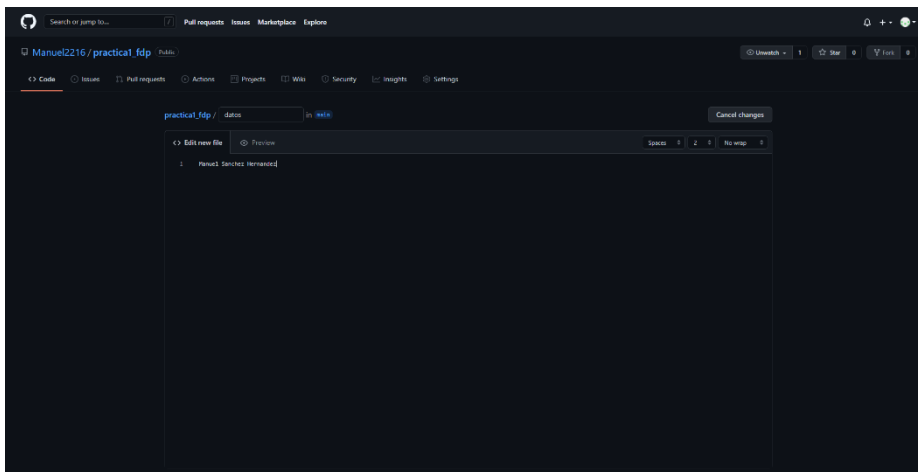 Search or jump to... / Pull requests Issues Marketplace Explore
Manuel2216 / practica1_fdp Public Unwatch 1 Star 0 Fork 0
Code Issues Pull requests Actions Projects Wiki Security Insights Settings
practica1_fdp / datos in main Cancel changes
<> Edit new file Preview Spaces 2 No wrap
1 Manuel Sanchez Hernandez